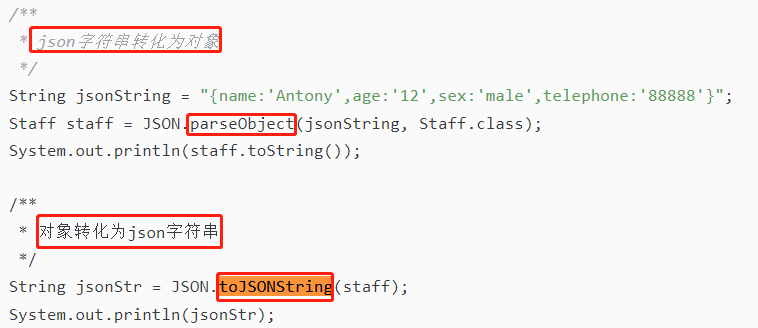 /**
* json字符串转化为对象
*/
String jsonString = "{name:'Antony',age:'12',sex:'male',telephone:'88888'}";
Staff staff = JSON.parseObject(jsonString, Staff.class);
System.out.println(staff.toString());
/**
* 对象转化为json字符串
*/
String jsonStr = JSON.toJSONString(staff);
System.out.println(jsonStr);